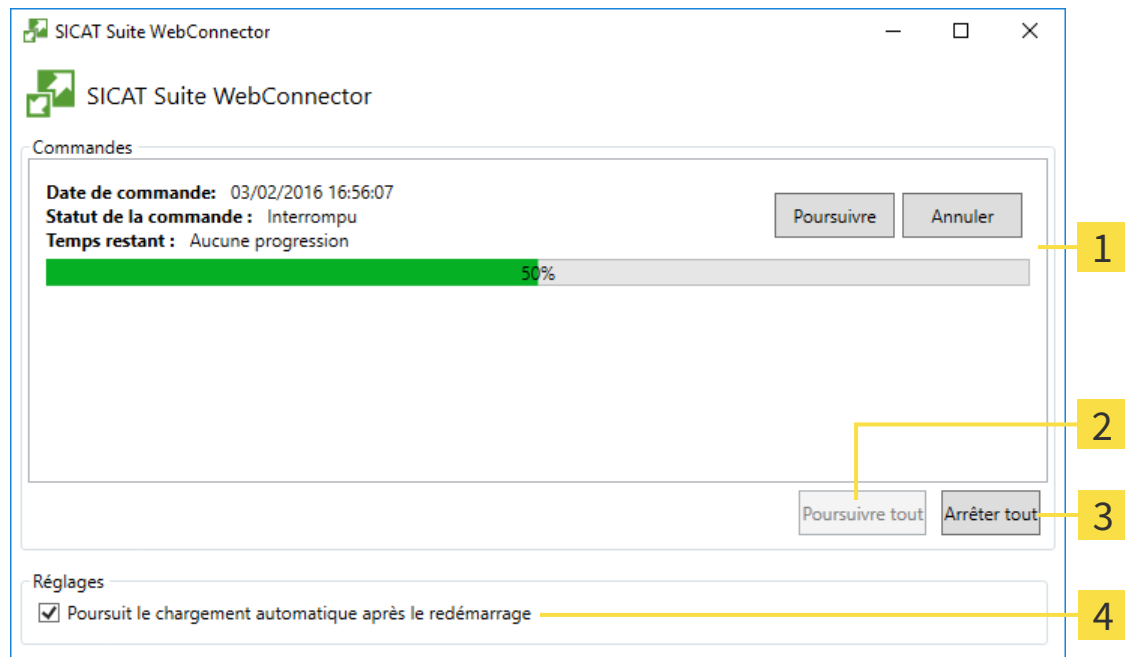 SICAT Suite WebConnector
SICAT Suite WebConnector
Commandes
Date de commande: 03/02/2016 16:56:07
Statut de la commande : Interrompu
Temps restant : Aucune progression
Poursuivre
Annuler
1
50%
2
Poursuivre tout
Arrêter tout
3
Réglages
Poursuit le chargement automatique après le redémarrage
4